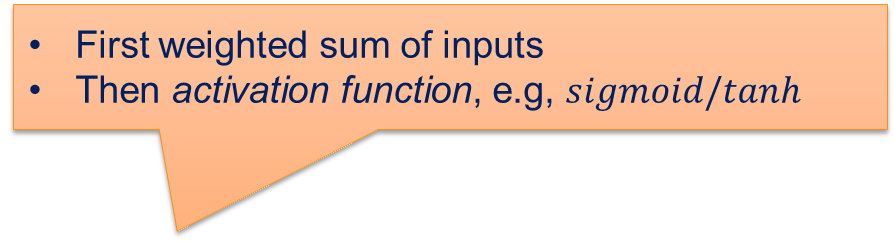 • First weighted sum of inputs
• Then activation function, e.g, sigmoid/tanh